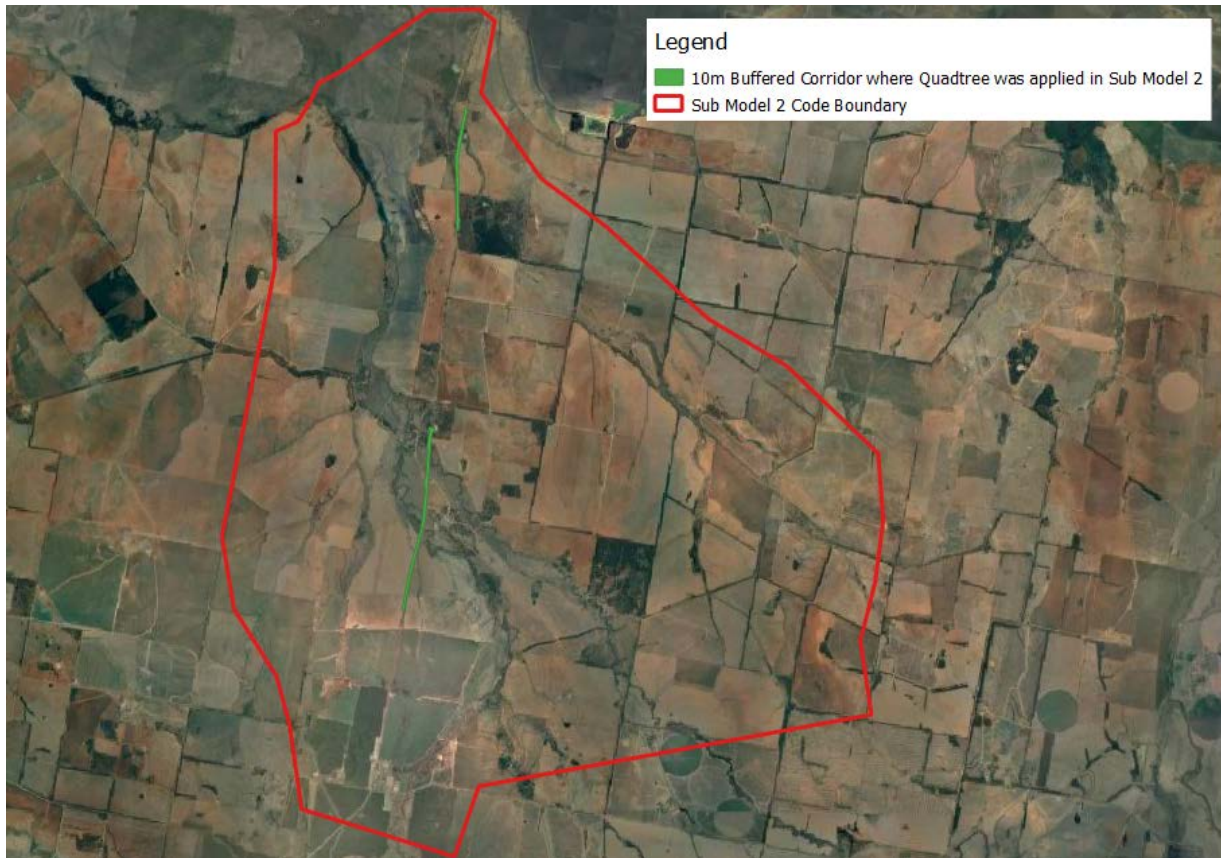 Legend
10m Buffered Corridor where Quadtree was applied in Sub Model 2
Sub Model 2 Code Boundary